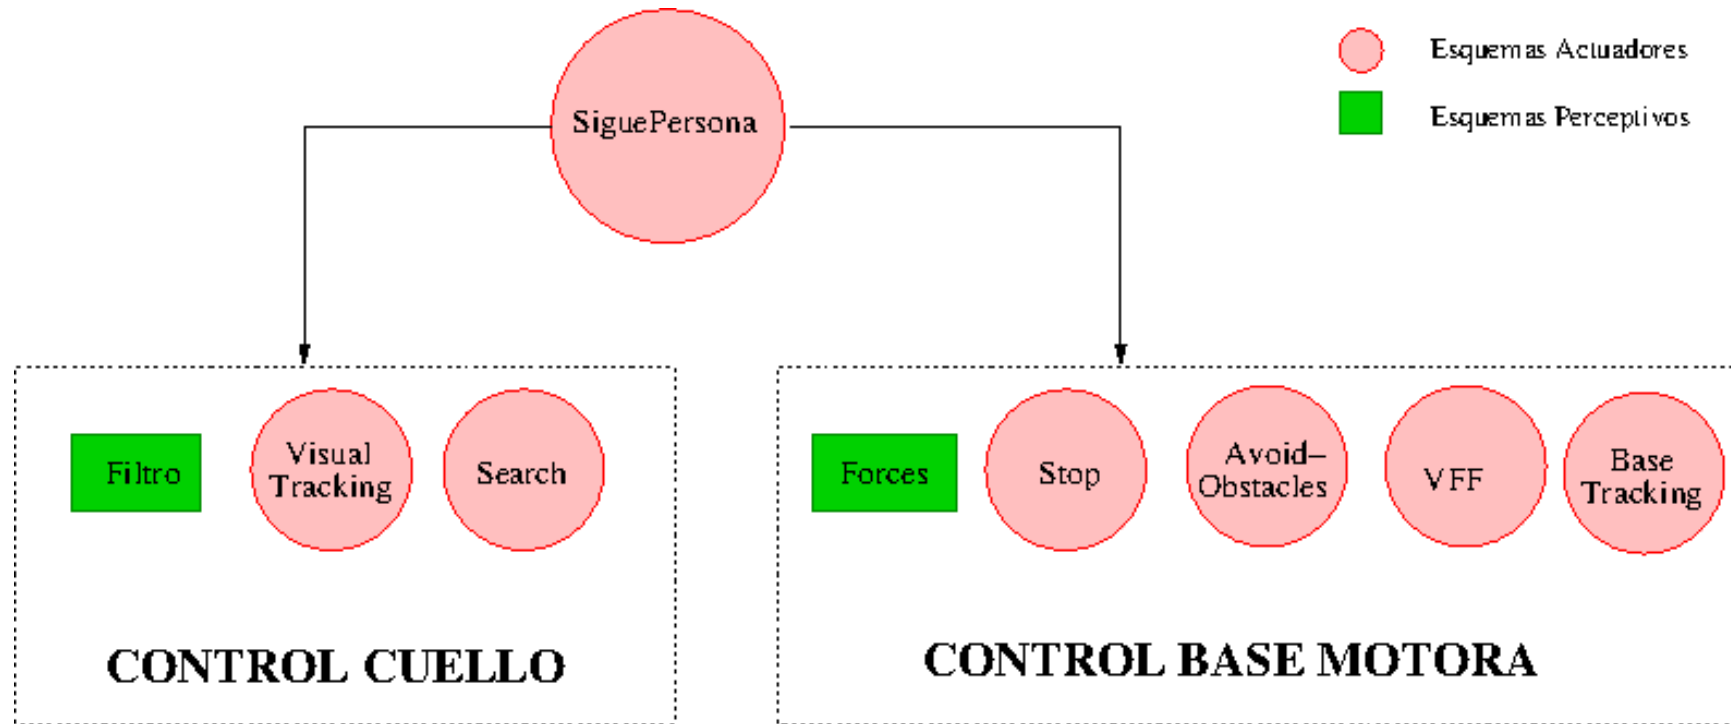 SiguePersona
Esquemas Actuadores
Esquemas Perceptivos
Filtro
Visual
Tracking
Search
CONTROL CUELLO
Forces
Stop
Avoid–
Obstacles
VFF
Base
Tracking
CONTROL BASE MOTORA